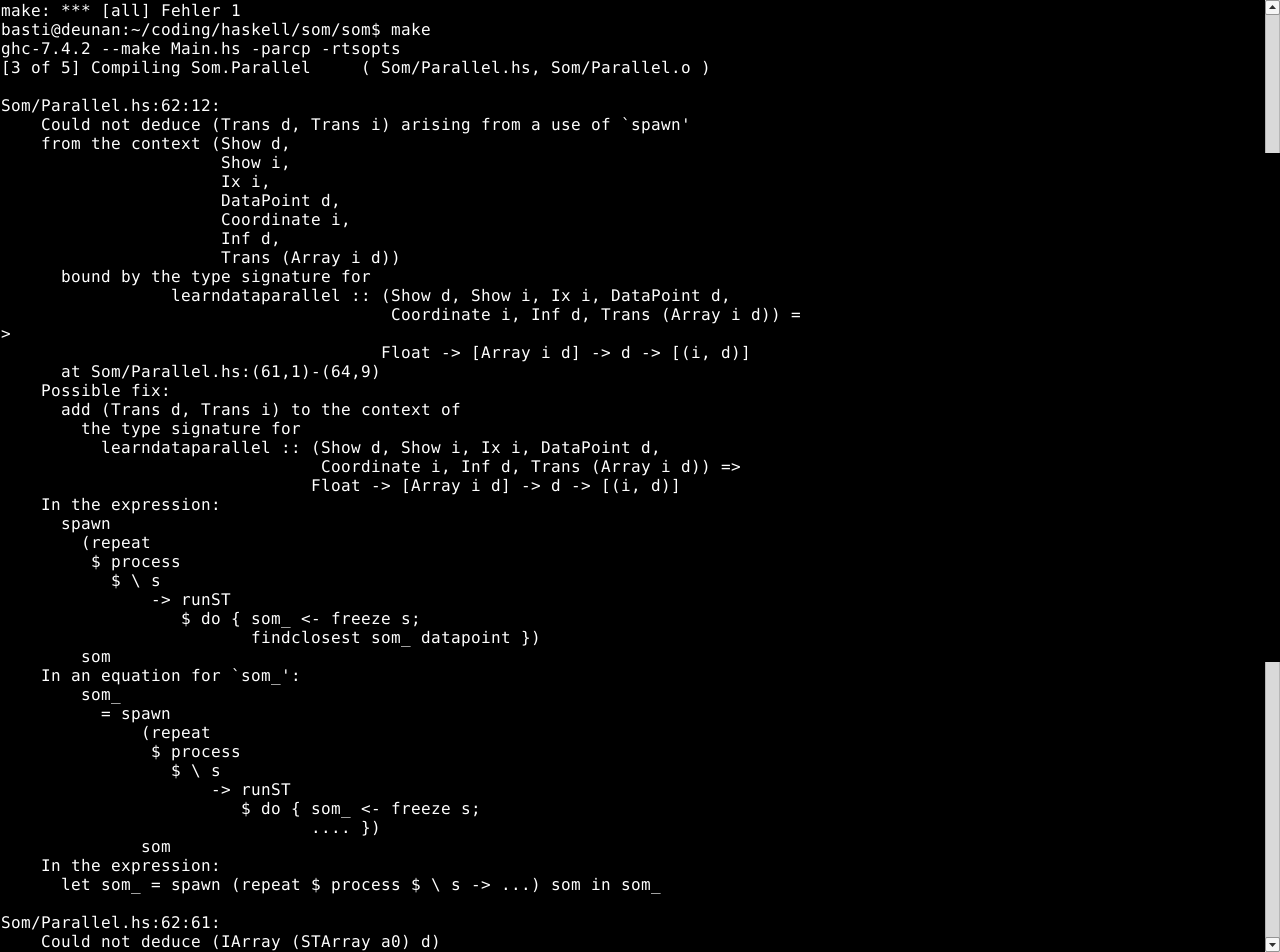 make: *** [all] Fehler 1
basti@deunan:~/coding/haskell/som/som$ make
ghc-7.4.2 --make Main.hs -parcp -rtsopts
[3 of 5] Compiling Som.Parallel     ( Som/Parallel.hs, Som/Parallel.o )

Som/Parallel.hs:62:12:
    Could not deduce (Trans d, Trans i) arising from a use of `spawn'
    from the context (Show d,
                      Show i,
                      Ix i,
                      DataPoint d,
                      Coordinate i,
                      Inf d,
                      Trans (Array i d))
      bound by the type signature for
                 learndataparallel :: (Show d, Show i, Ix i, DataPoint d,
                                       Coordinate i, Inf d, Trans (Array i d)) =
>
                                      Float -> [Array i d] -> d -> [(i, d)]
      at Som/Parallel.hs:(61,1)-(64,9)
    Possible fix:
      add (Trans d, Trans i) to the context of
        the type signature for
          learndataparallel :: (Show d, Show i, Ix i, DataPoint d,
                                Coordinate i, Inf d, Trans (Array i d)) =>
                               Float -> [Array i d] -> d -> [(i, d)]
    In the expression:
      spawn
        (repeat
         $ process
           $ \ s
               -> runST
                  $ do { som_ <- freeze s;
                         findclosest som_ datapoint })
        som
    In an equation for `som_':
        som_
          = spawn
              (repeat
               $ process
                 $ \ s
                     -> runST
                        $ do { som_ <- freeze s;
                               .... })
              som
    In the expression:
      let som_ = spawn (repeat $ process $ \ s -> ...) som in som_

Som/Parallel.hs:62:61:
    Could not deduce (IArray (STArray a0) d)